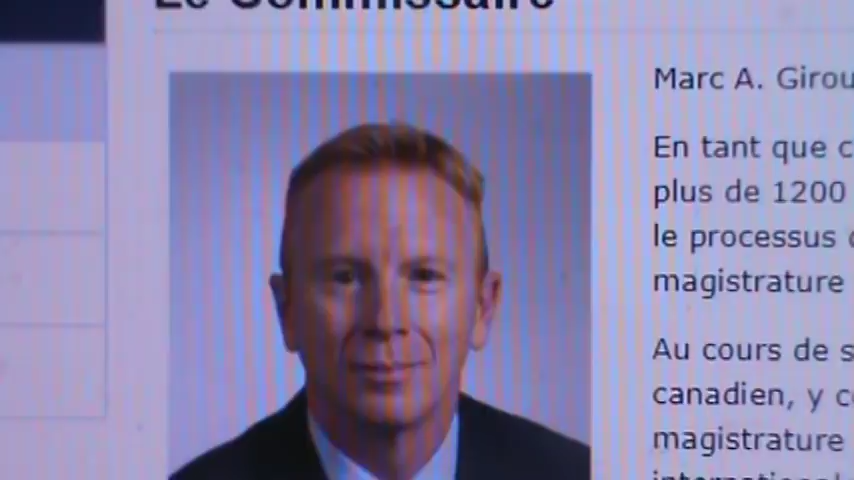 Le Commissaire
Marc A. Girou
En tant que c
plus de 1200
le processus
magistrature
Au cours de s
canadien, y c
magistrature